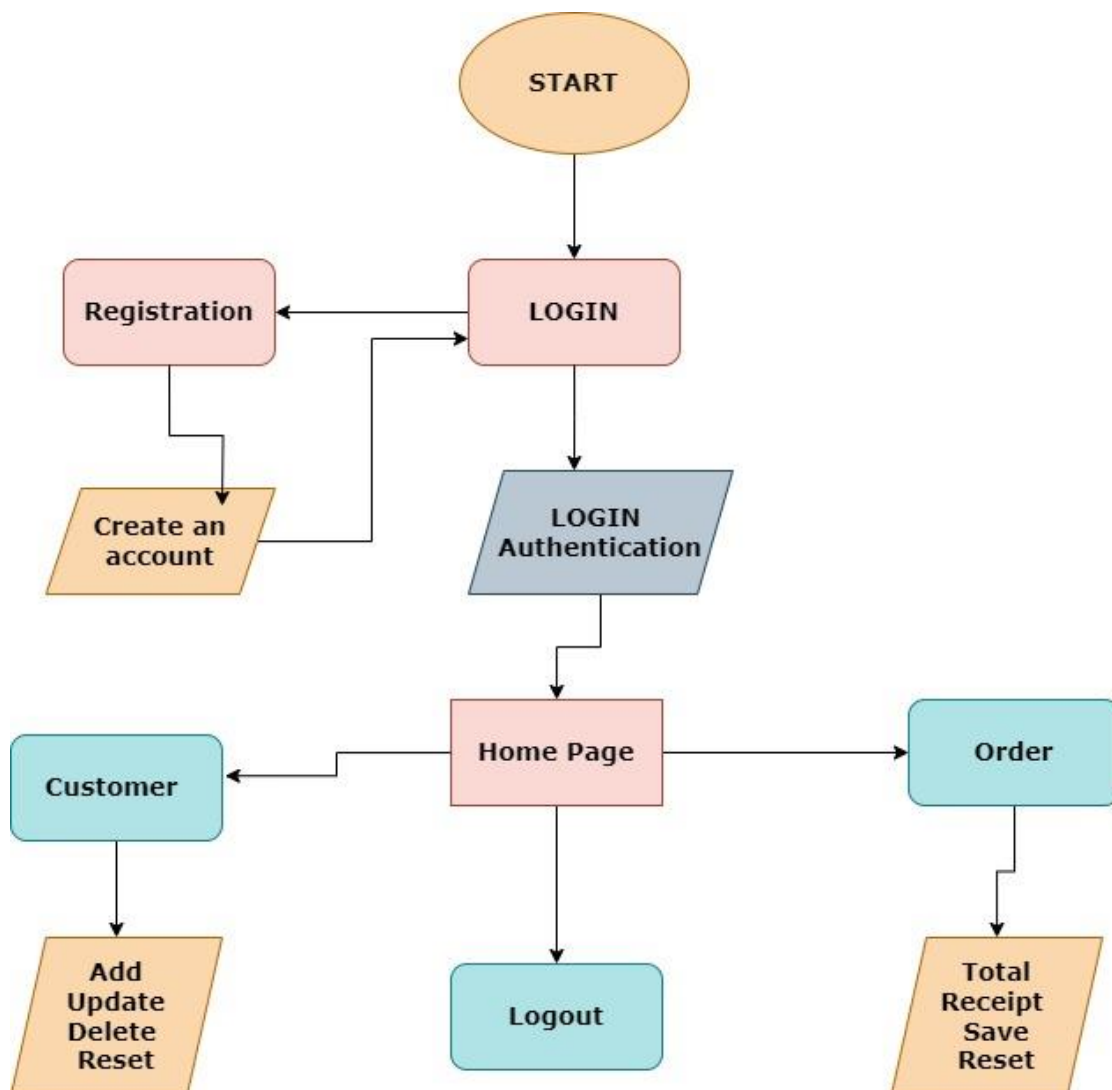 START
Registration
LOGIN
Create an
account
LOGIN
Authentication
Home Page
Order
Customer
Add
Update
Delete
Reset
Logout
Total
Receipt
Save
Reset